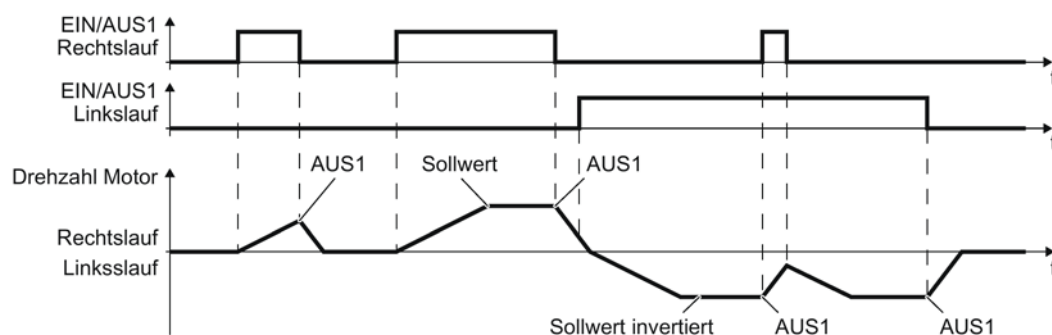 EIN/AUS1
Rechtslauf
t
EIN/AUS1
Linkslauf
t
Drehzahl Motor
AUS1
Sollwert
AUS1
Rechtslauf
Linksslauf
t
Sollwert invertiert
AUS1
AUS1